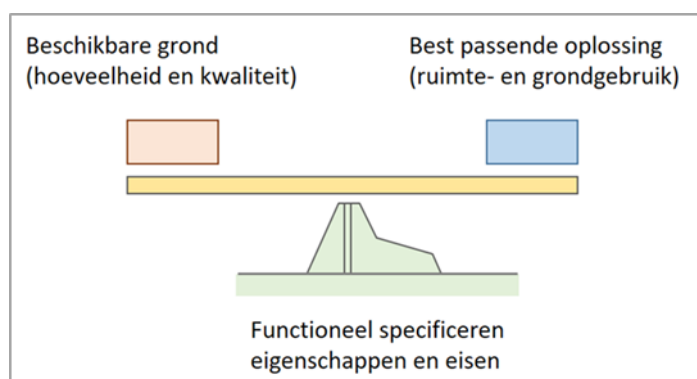 Beschikbare grond
(hoeveelheid en kwaliteit)
Best passende oplossing
(ruimte- en grondgebruik)
Functioneel specificeren
eigenschappen en eisen